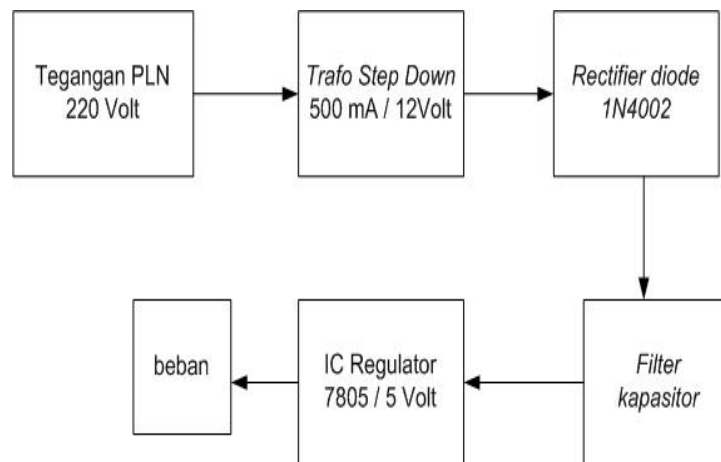 Tegangan PLN
220 Volt
Trafo Step Down
500 mA / 12Volt
Rectifier diode
1N4002
beban
IC Regulator
7805 / 5 Volt
Filter
kapasitor